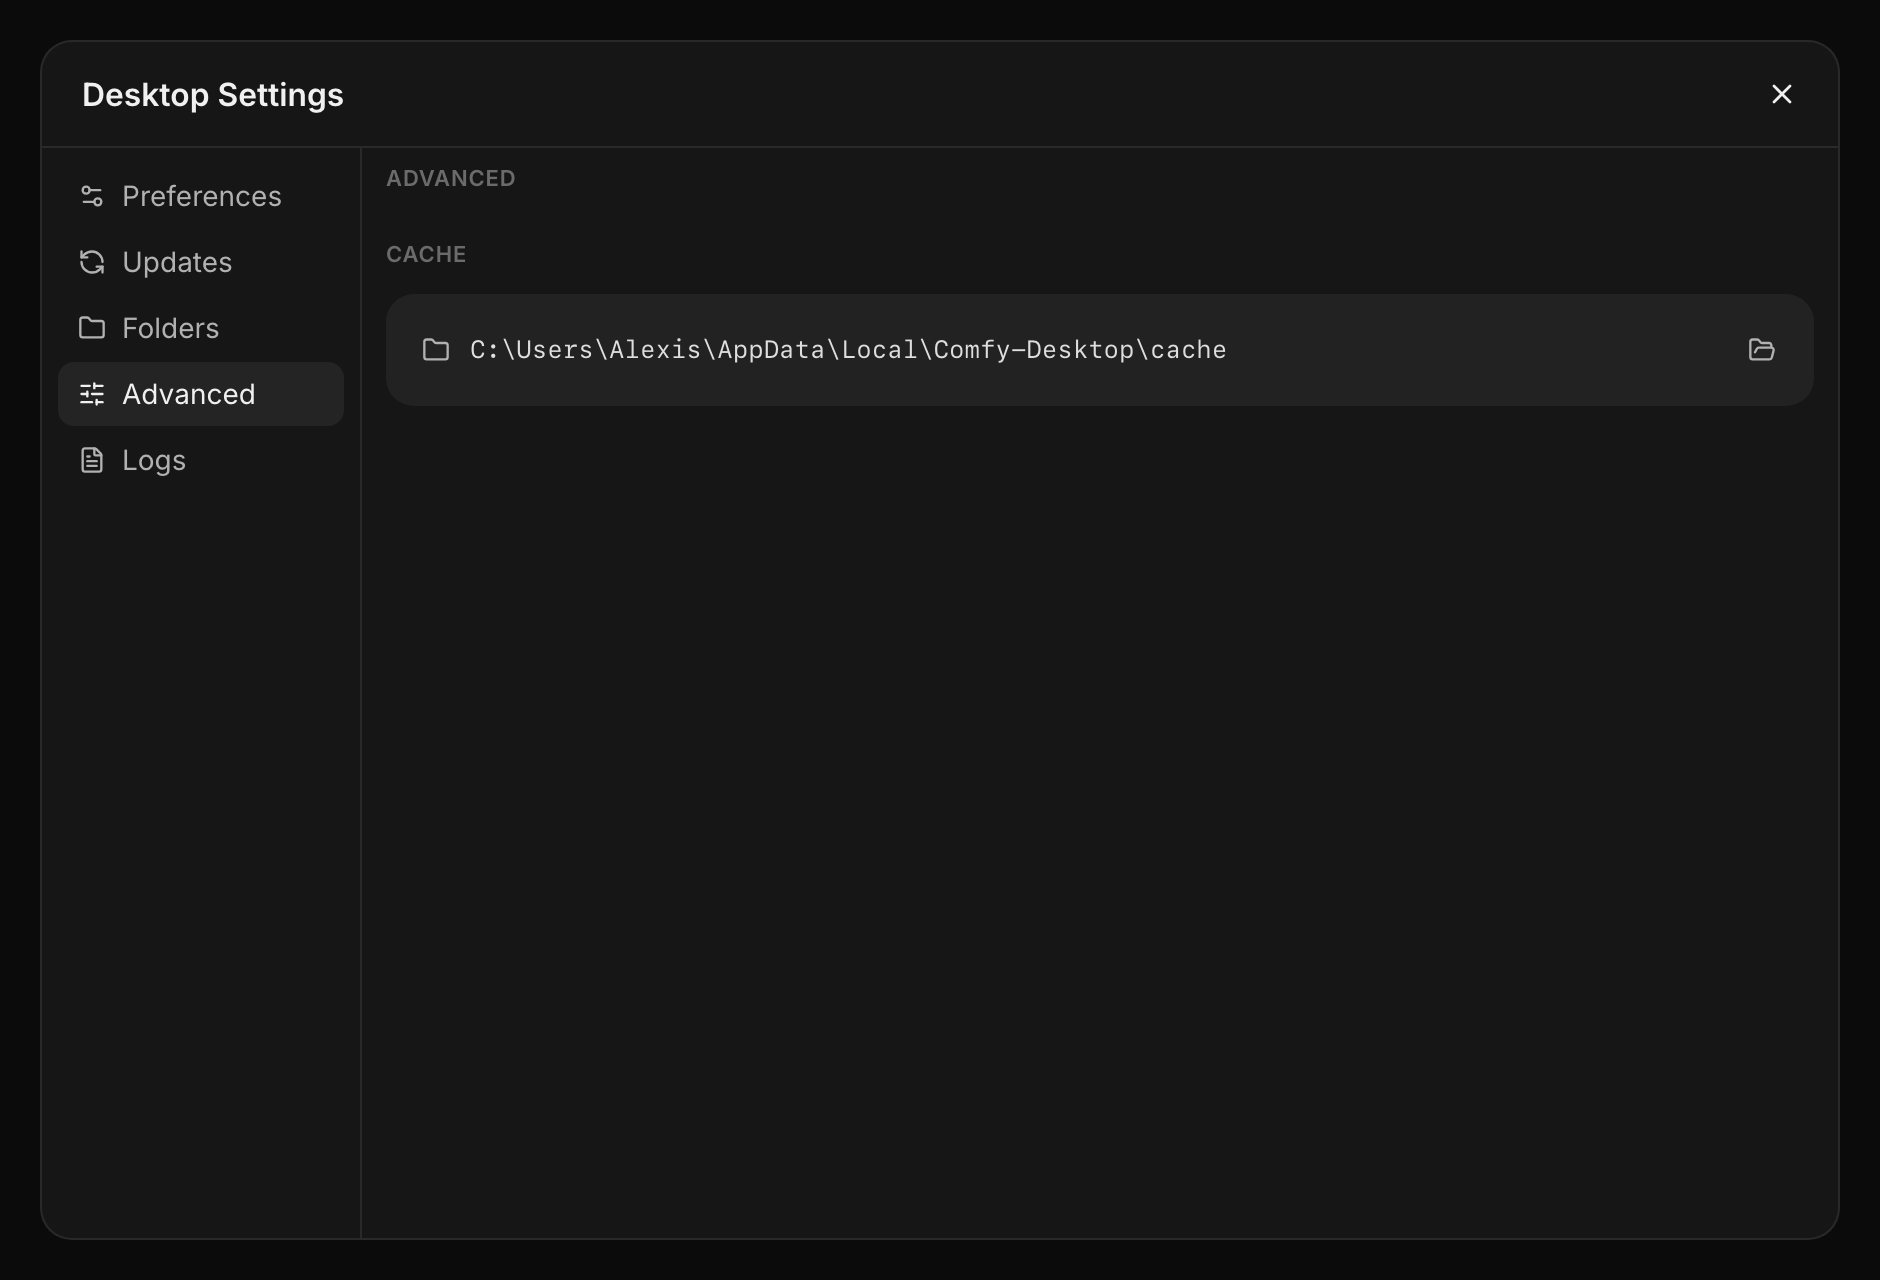 Desktop Settings
Preferences
Updates
Folders
Advanced
Logs
ADVANCED
CACHE
C:\Users\Alexis\AppData\Local\Comfy-Desktop\cache